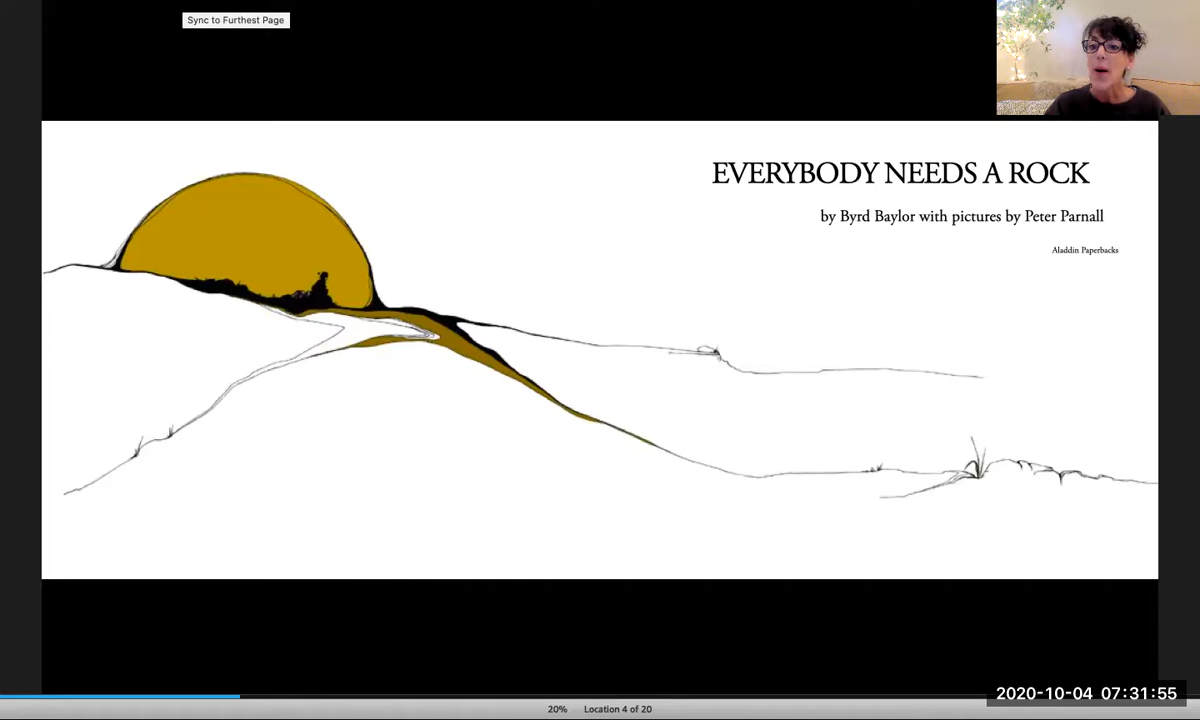 Sync to Furthest Page
EVERYBODY NEEDS A ROCK
by Byrd Baylor with pictures by Peter Parnall
Aladdin Paperbacks
2020-10-04 07:31:55
20% Location 4 of 20